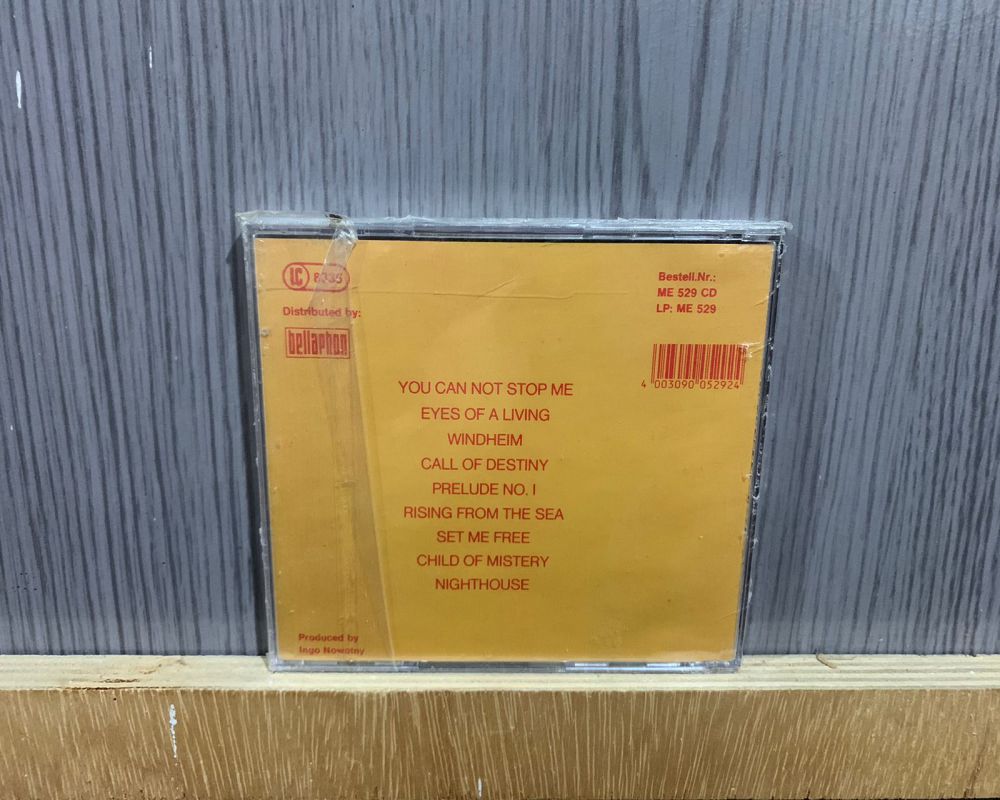 LC 8235
Distributed by:
bellaphon
Bestell.Nr.:
ME 529 CD
LP: ME 529
4 003090 052924
YOU CAN NOT STOP ME
EYES OF A LIVING
WINDHEIM
CALL OF DESTINY
PRELUDE NO. I
RISING FROM THE SEA
SET ME FREE
CHILD OF MISTERY
NIGHTHOUSE
Produced by
Ingo Nowotny